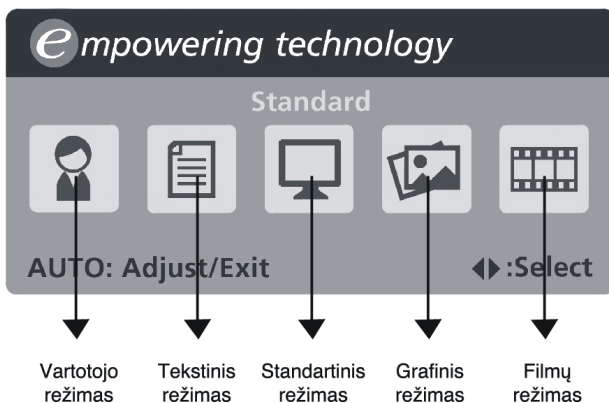 empowering technology
Standard
AUTO: Adjust/Exit
:Select
Vartotojo
režimas
Tekstinis
režimas
Standartinis
režimas
Grafinis
režimas
Filmų
režimas